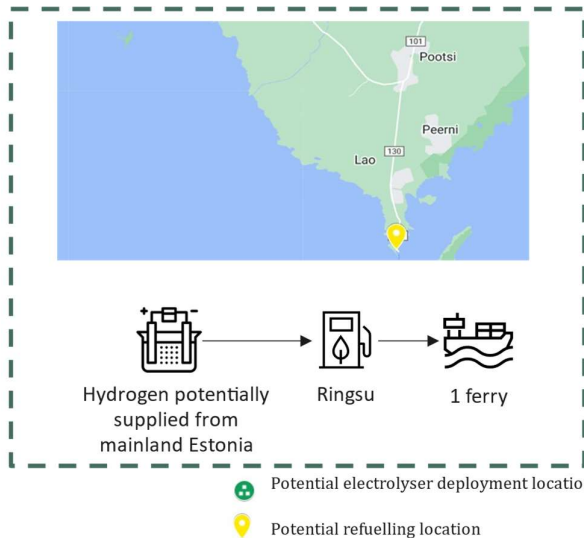 101
Pootsi
Peerni
130
Lao
Hydrogen potentially
supplied from
mainland Estonia
Ringsu
1 ferry
Potential electrolyser deployment locatio
Potential refuelling location